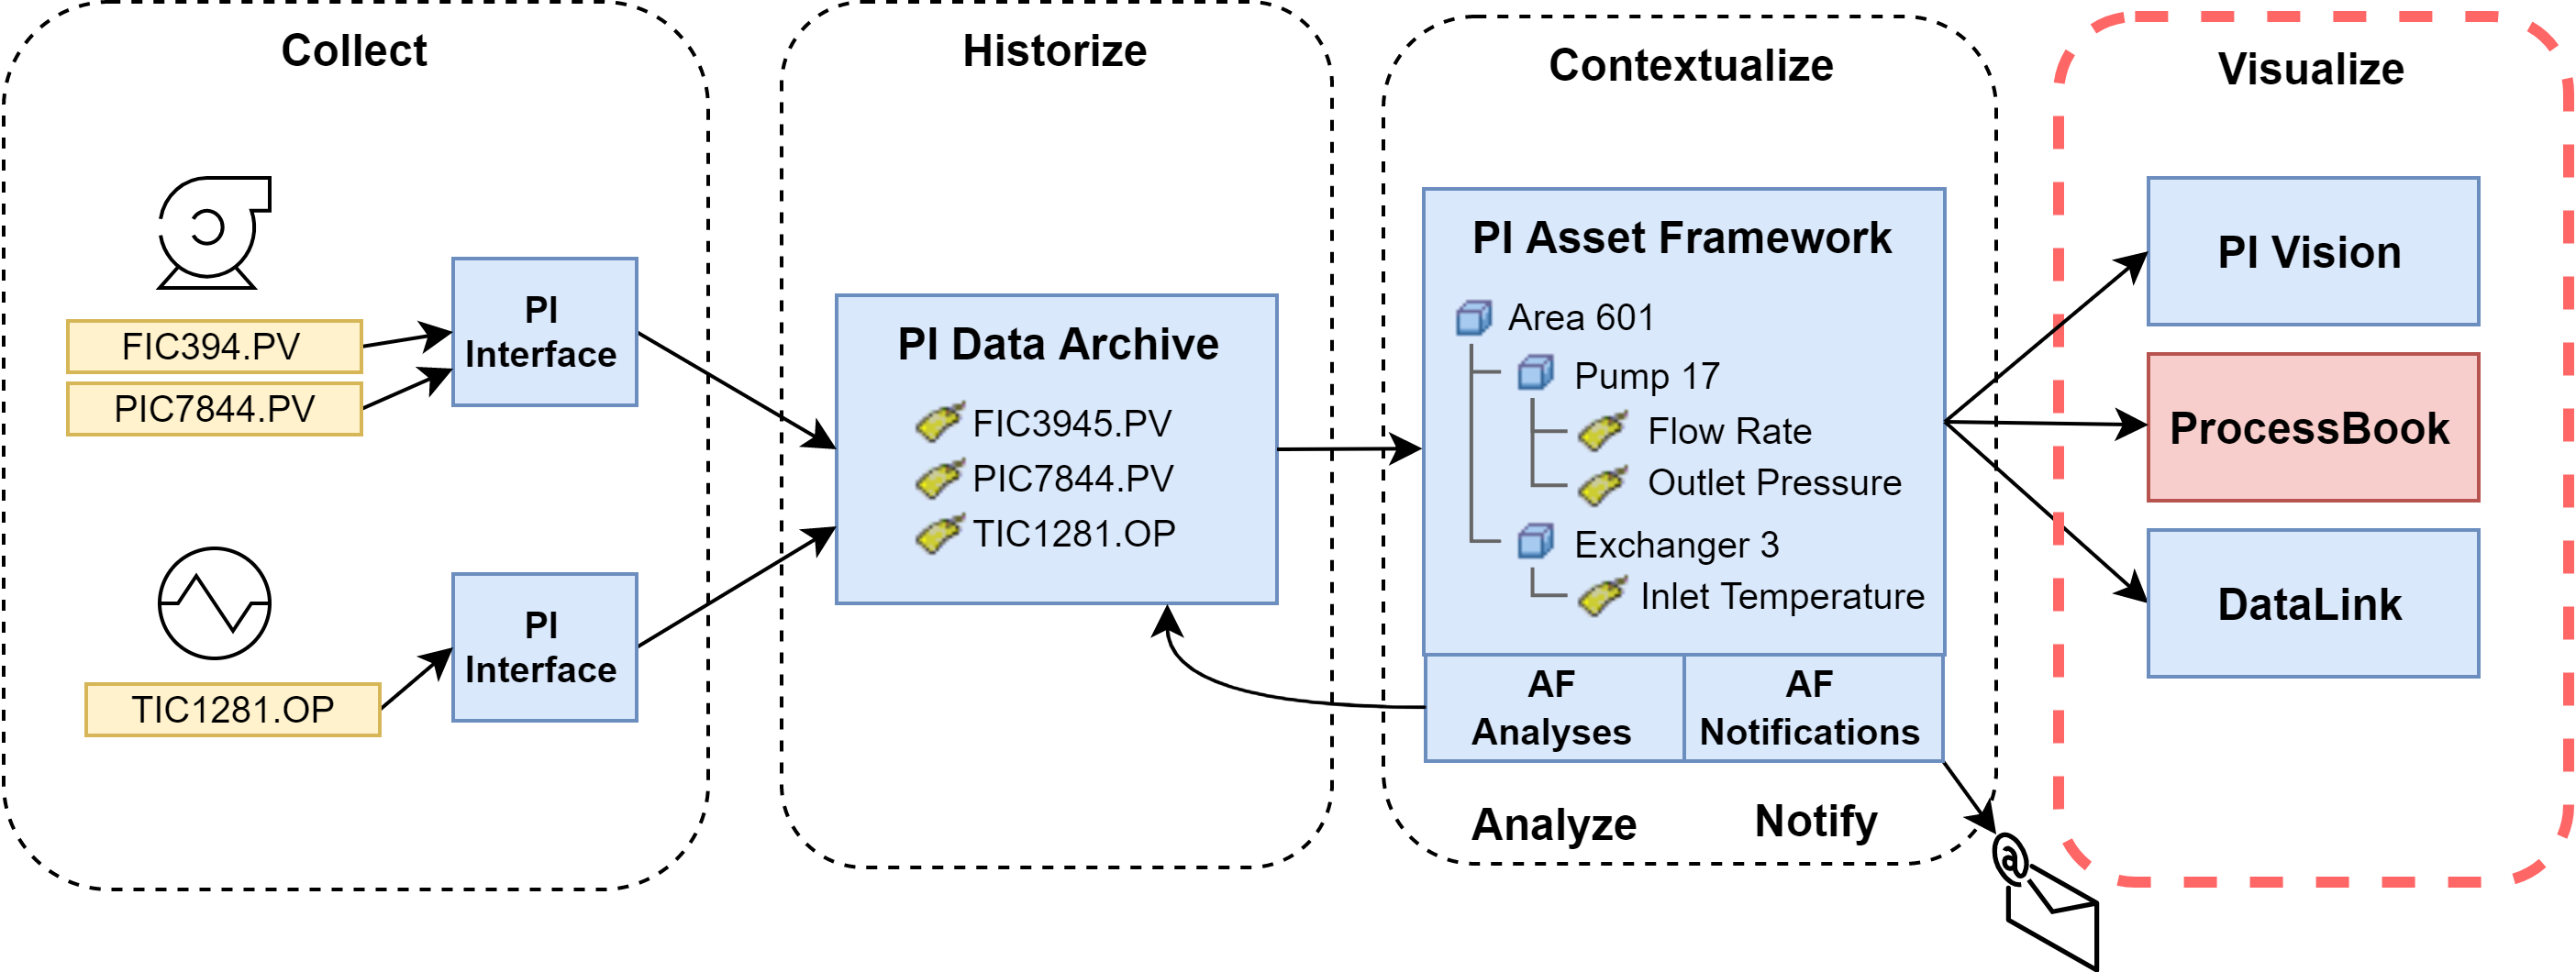 Collect
FIC394.PV
PIC7844.PV
PI
Interface
TIC1281.OP
PI
Interface
Historize
PI Data Archive
FIC3945.PV
PIC7844.PV
TIC1281.OP
Contextualize
PI Asset Framework
Area 601
Pump 17
Flow Rate
Outlet Pressure
Exchanger 3
Inlet Temperature
AF
Analyses
AF
Notifications
Analyze
Notify
@
Visualize
PI Vision
ProcessBook
DataLink